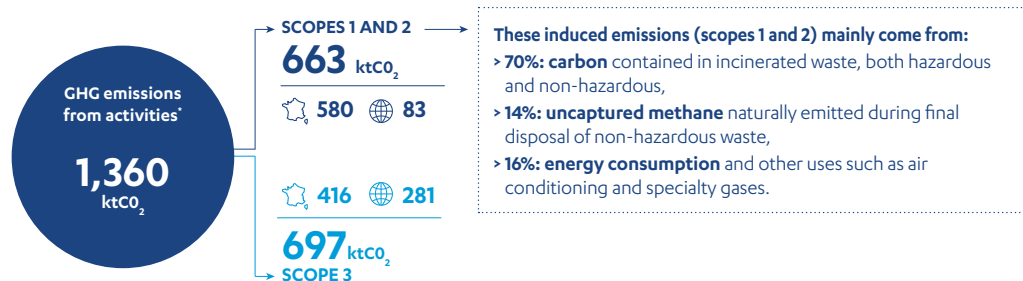 GHG emissions
from activities*
1,360
ktC0₂
SCOPES 1 AND 2
663 ktC0₂
580 83
416 281
697 ktC0₂
SCOPE 3
These induced emissions (scopes 1 and 2) mainly come from:
> 70%: carbon contained in incinerated waste, both hazardous
and non-hazardous,
> 14%: uncaptured methane naturally emitted during final
disposal of non-hazardous waste,
> 16%: energy consumption and other uses such as air
conditioning and specialty gases.